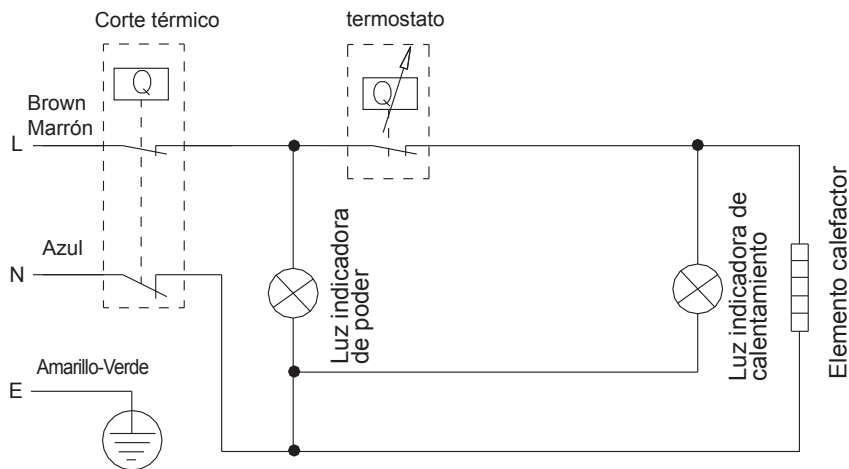 Corte térmico
termostato
Q
Q
Brown
Marrón
L
Azul
N
Luz indicadora
de poder
Luz indicadora de
calentamiento
Elemento calefactor
Amarillo-Verde
E